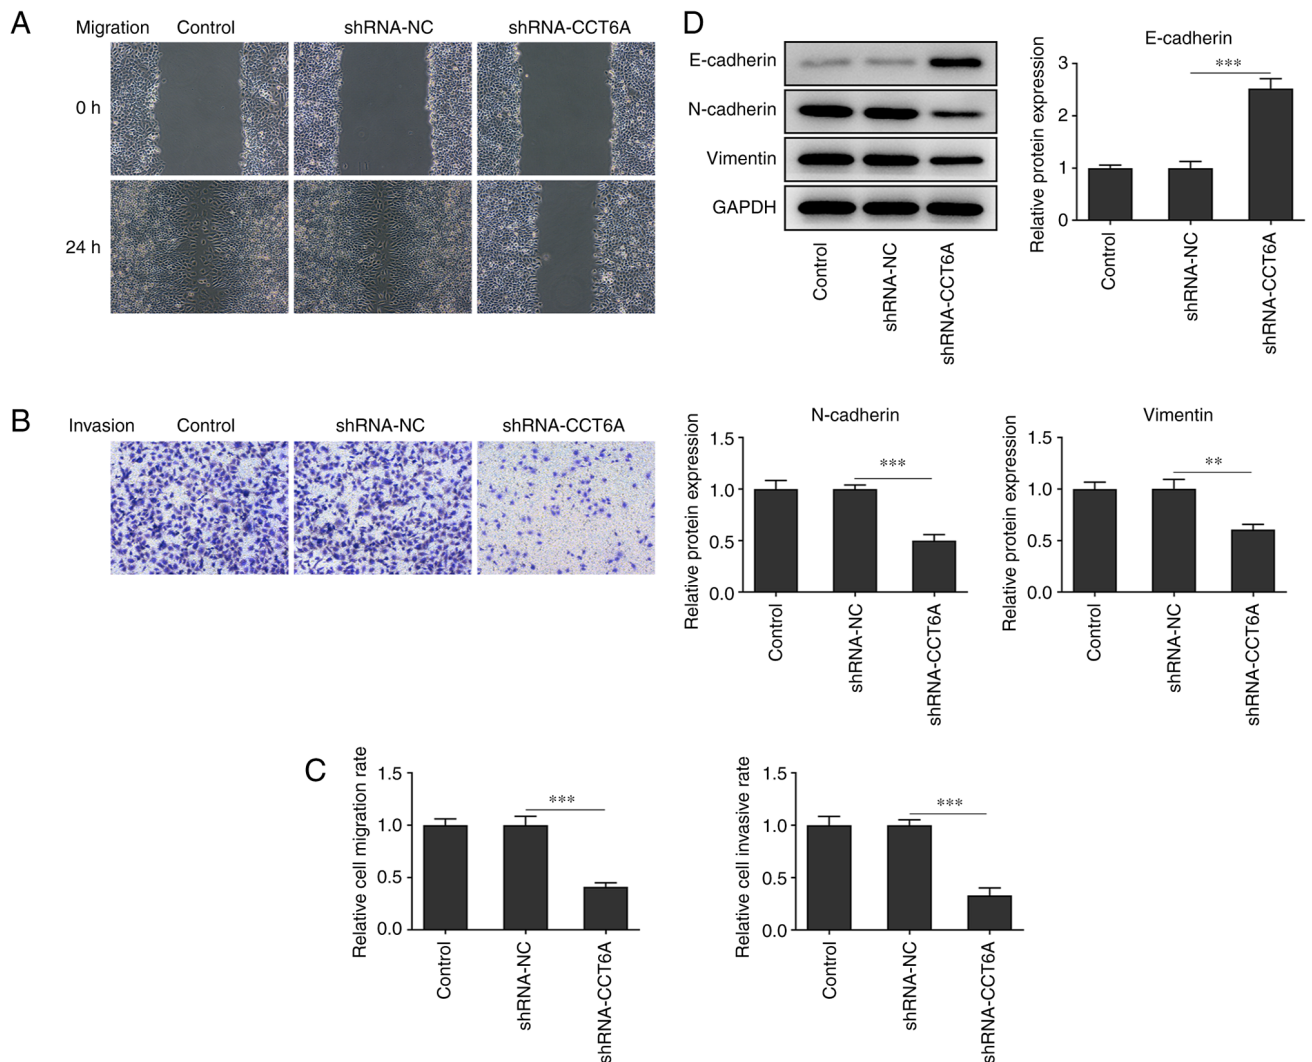 A
Migration Control shRNA-NC shRNA-CCT6A
0 h
24 h
B
Invasion Control shRNA-NC shRNA-CCT6A
C
Relative cell migration rate
1.5
1.0
0.5
0.0
***
Control
shRNA-NC
shRNA-CCT6A
Relative cell invasive rate
1.5
1.0
0.5
0.0
***
Control
shRNA-NC
shRNA-CCT6A
D
E-cadherin
N-cadherin
Vimentin
GAPDH
Control
shRNA-NC
shRNA-CCT6A
E-cadherin
Relative protein expression
3
2
1
0
***
Control
shRNA-NC
shRNA-CCT6A
N-cadherin
Relative protein expression
1.5
1.0
0.5
0.0
***
Control
shRNA-NC
shRNA-CCT6A
Vimentin
Relative protein expression
1.5
1.0
0.5
0.0
**
Control
shRNA-NC
shRNA-CCT6A